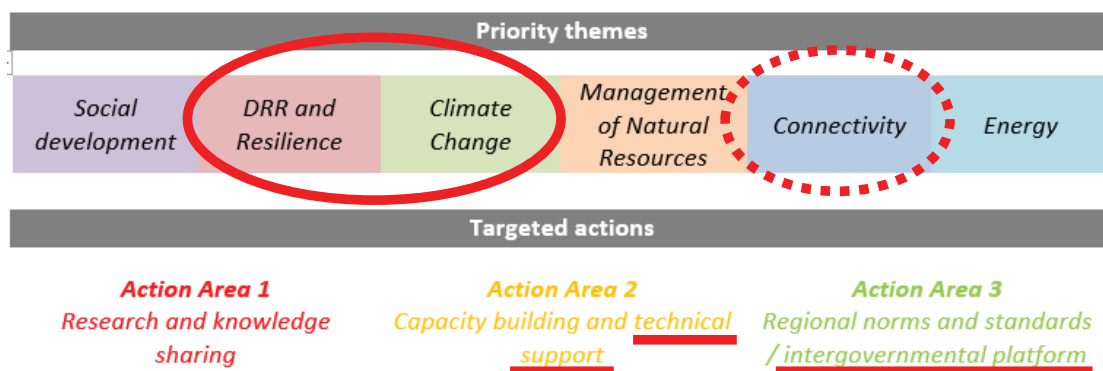 Priority themes
Social development
DRR and Resilience
Climate Change
Management of Natural Resources
Connectivity
Energy
Targeted actions
Action Area 1
Research and knowledge
sharing
Action Area 2
Capacity building and technical
support
Action Area 3
Regional norms and standards
/ intergovernmental platform